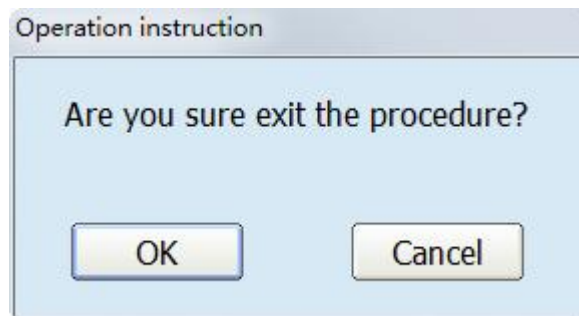 Operation instruction
Are you sure exit the procedure?
OK
Cancel